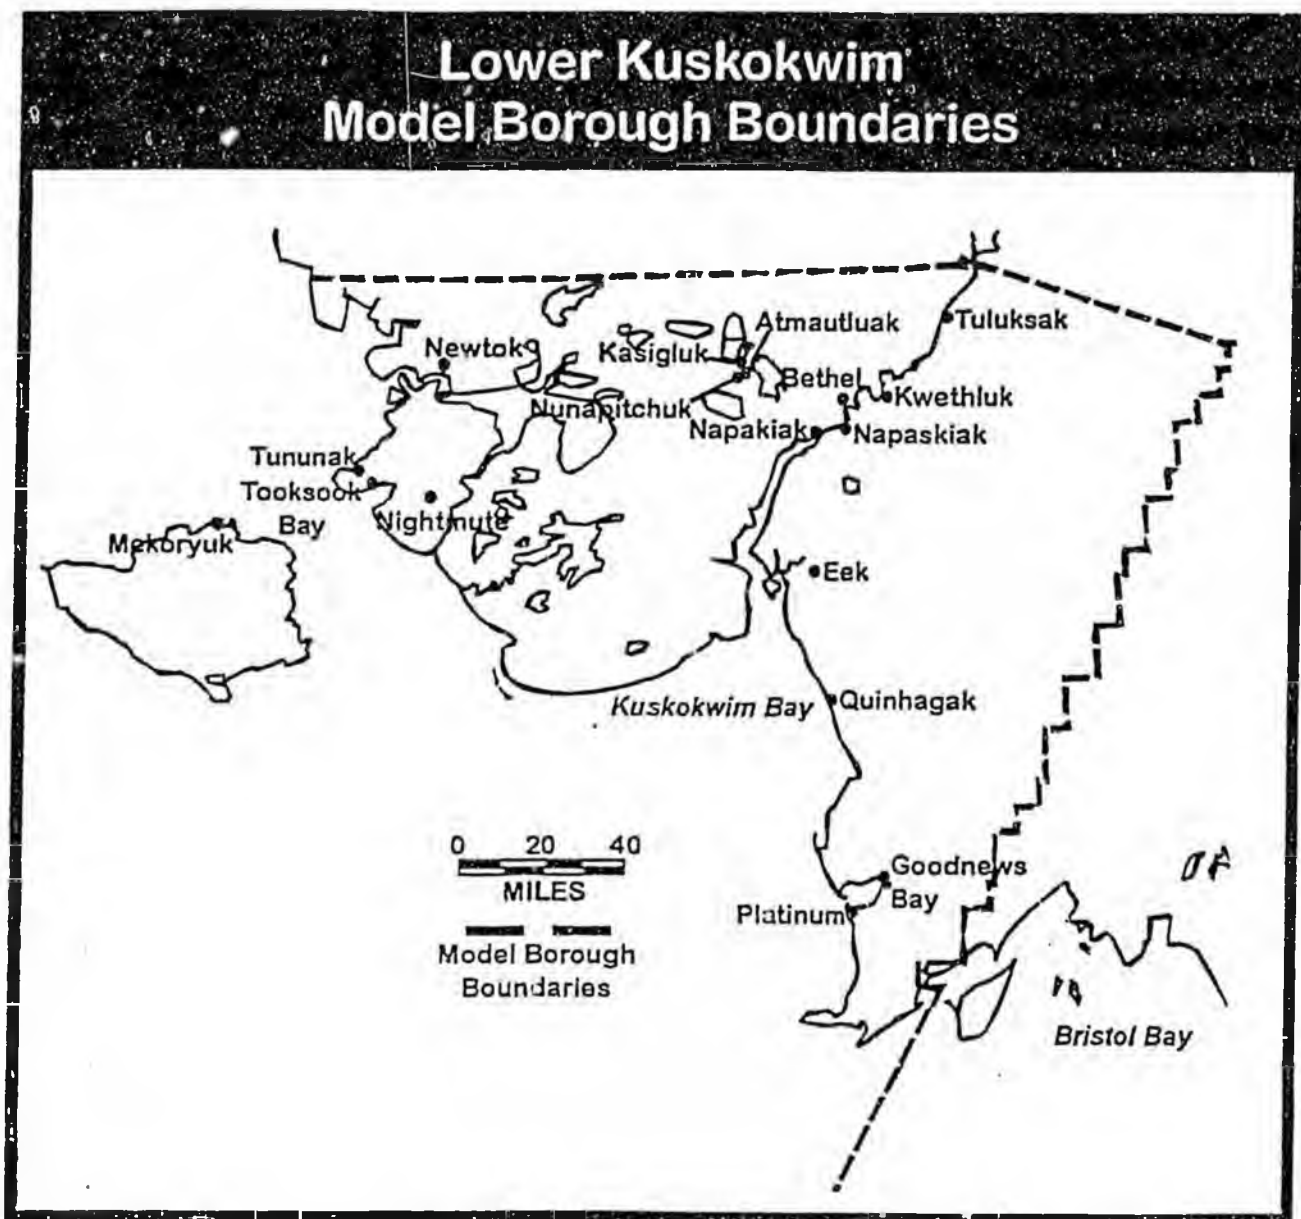 Lower Kuskokwim
Model Borough Boundaries
Atmautluak
Tuluksak
Newtok
Kasigluk
Bethel
Kwethluk
Nunapitchuk
Napakiak
Napaskiak
Tununak
Tooksook
Bay
Nightmute
Mekoryuk
Eek
Kuskokwim Bay
Quinhagak
0 20 40
MILES
Goodnews
Bay
Platinum
Model Borough
Boundaries
Bristol Bay